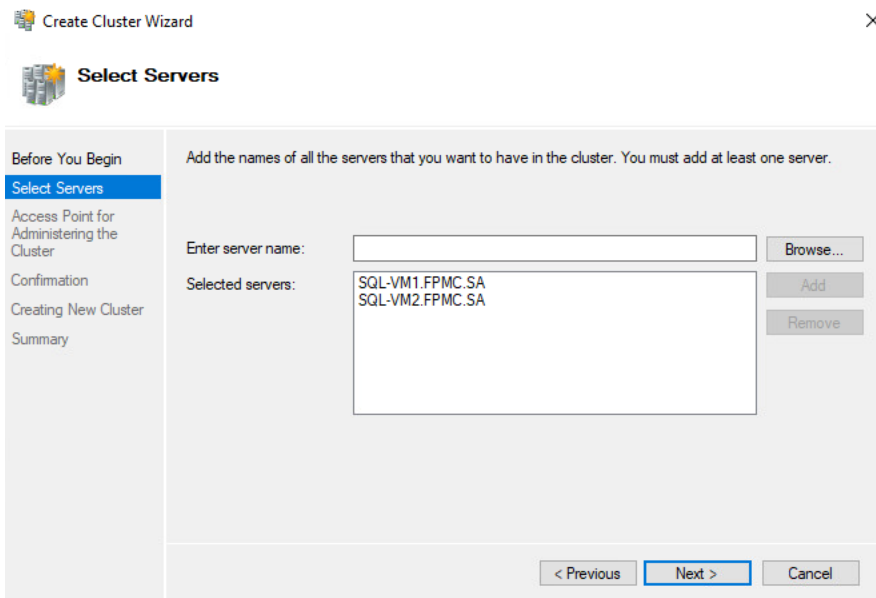 Create Cluster Wizard
Select Servers
Before You Begin
Select Servers
Access Point for
Administering the
Cluster
Confirmation
Creating New Cluster
Summary
Add the names of all the servers that you want to have in the cluster. You must add at least one server.
Enter server name:
Browse...
Selected servers:
SQL-VM1.FPMC.SA
SQL-VM2.FPMC.SA
Add
Remove
< Previous
Next >
Cancel